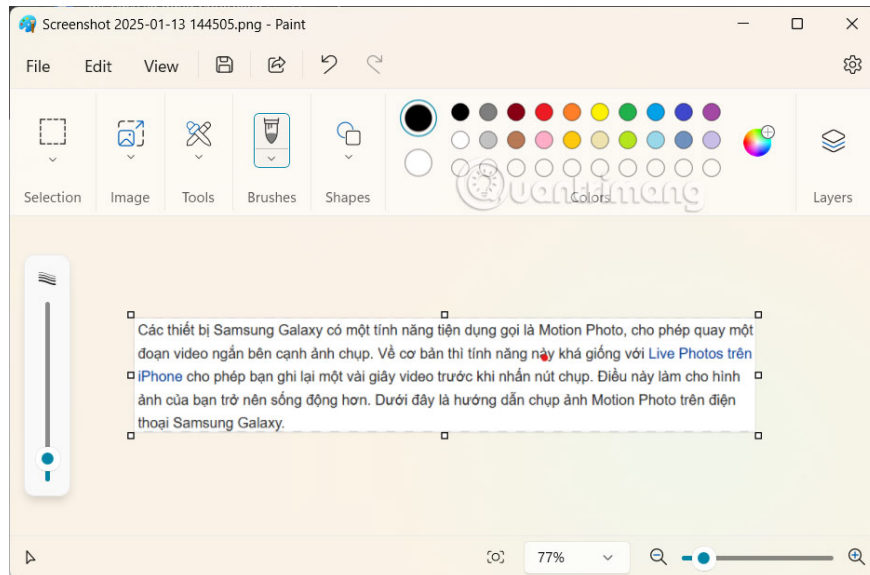 Screenshot 2025-01-13 144505.png - Paint
File Edit View
Selection Image Tools Brushes Shapes Colors Layers
uantrimang
Các thiết bị Samsung Galaxy có một tính năng tiện dụng gọi là Motion Photo, cho phép quay một
đoạn video ngắn bên cạnh ảnh chụp. Về cơ bản thì tính năng này khá giống với Live Photos trên
iPhone cho phép bạn ghi lại một vài giây video trước khi nhấn nút chụp. Điều này làm cho hình
ảnh của bạn trở nên sống động hơn. Dưới đây là hướng dẫn chụp ảnh Motion Photo trên điện
thoại Samsung Galaxy.
77%